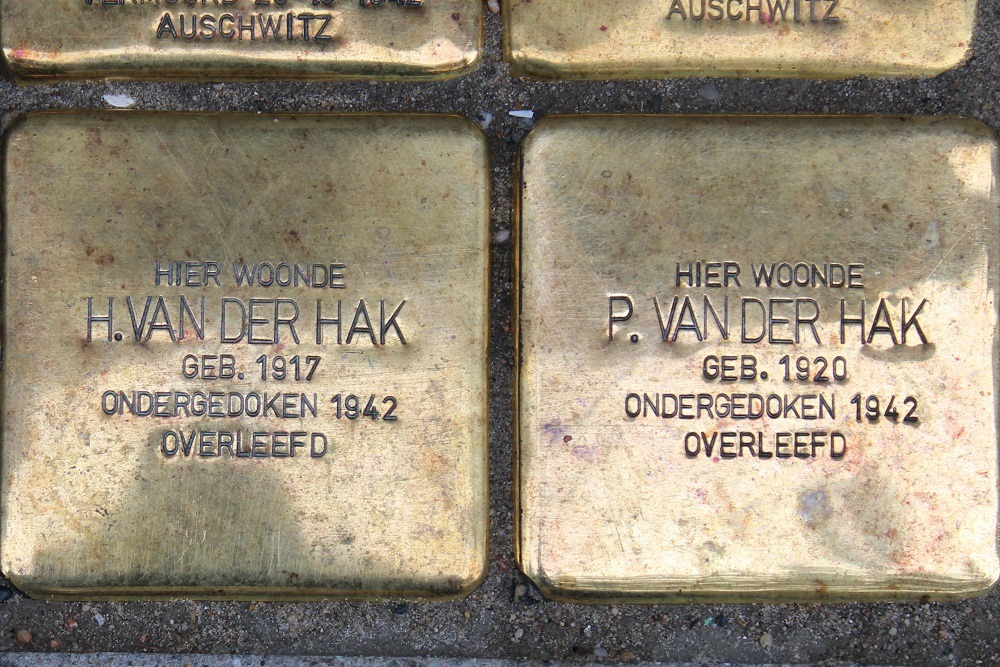 AUSCHWITZ
AUSCHWITZ
HIER WOONDE
H. VAN DER HAK
GEB. 1917
ONDERGEDOKEN 1942
OVERLEEFD
HIER WOONDE
P. VAN DER HAK
GEB. 1920
ONDERGEDOKEN 1942
OVERLEEFD